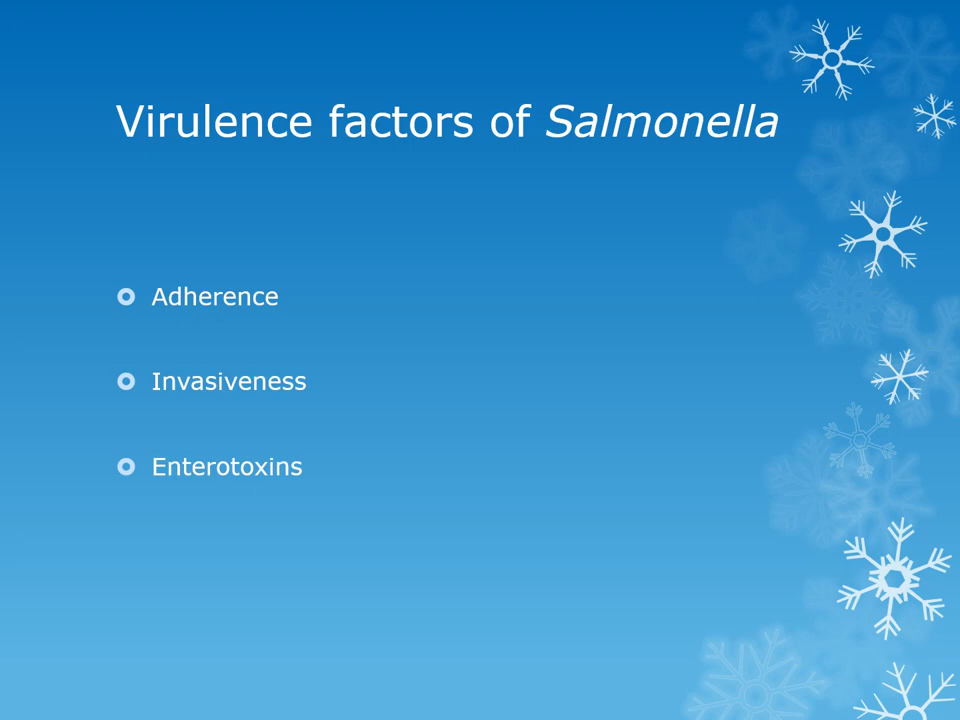 Virulence factors of Salmonella
Adherence
Invasiveness
Enterotoxins